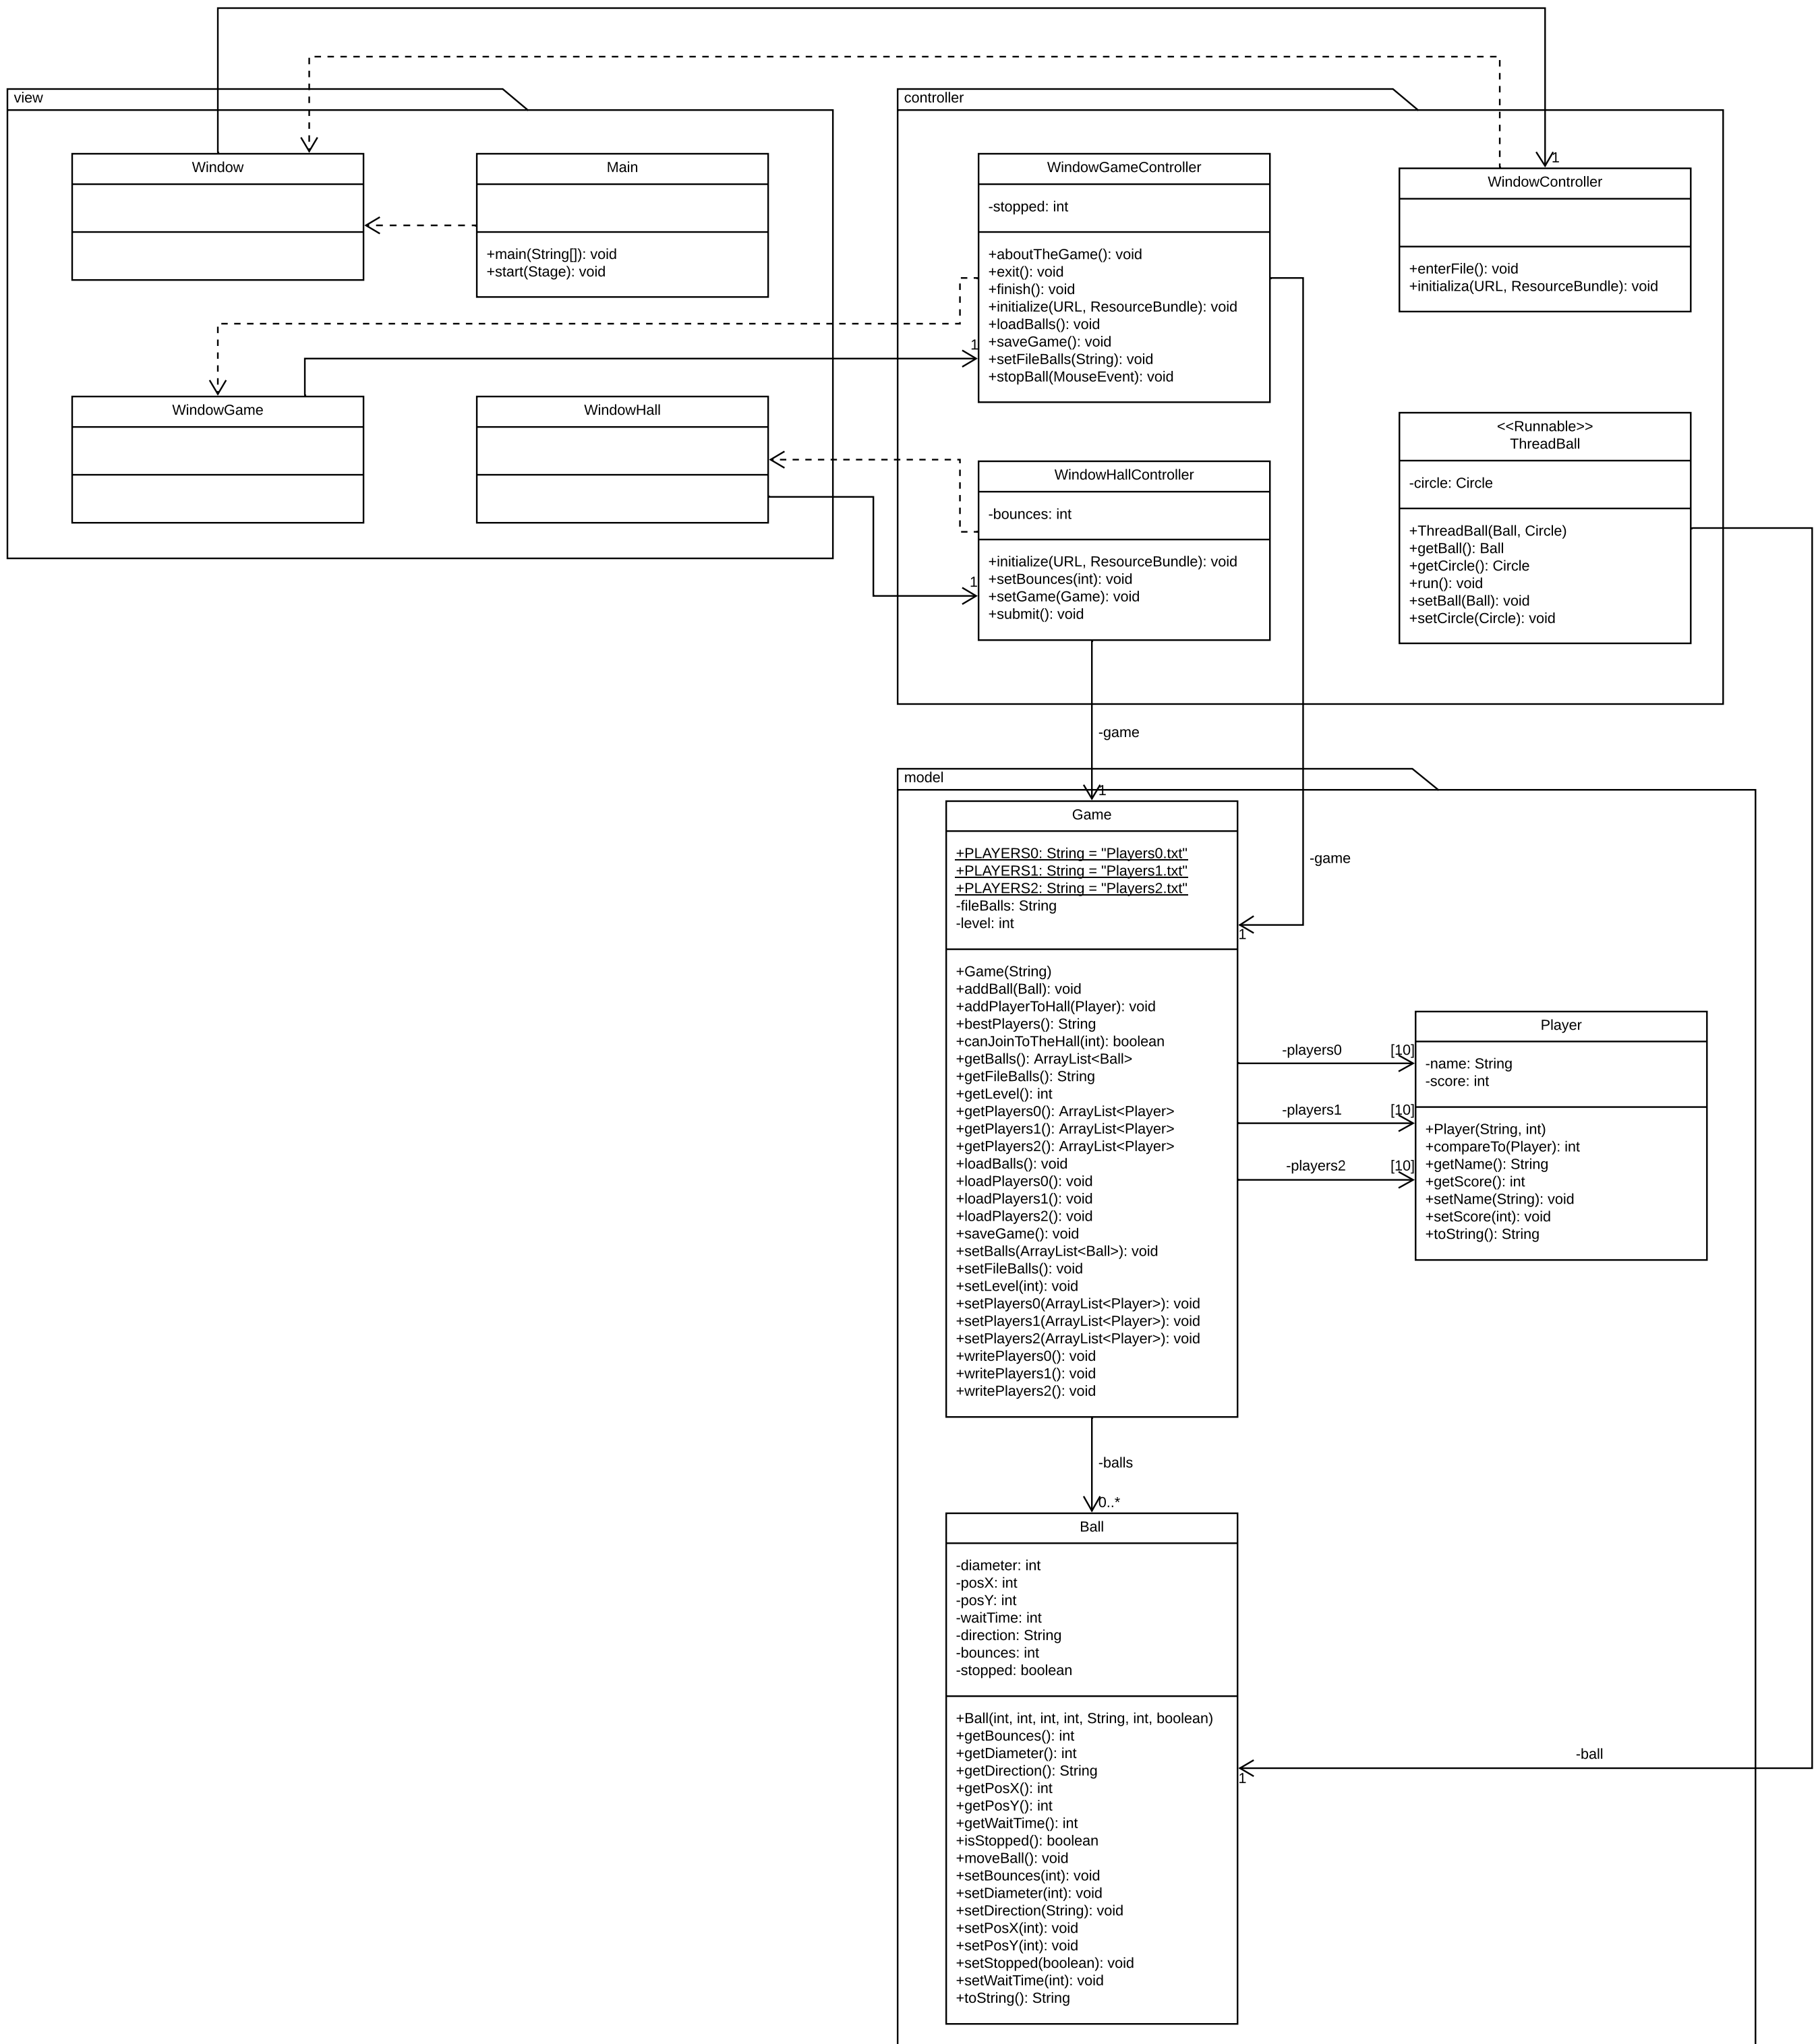 view
Window
Main
+main(String[]): void
+start(Stage): void
WindowGame
WindowHall
controller
WindowGameController
-stopped: int
+aboutTheGame(): void
+exit(): void
+finish(): void
+initialize(URL, ResourceBundle): void
+loadBalls(): void
+saveGame(): void
+setFileBalls(String): void
+stopBall(MouseEvent): void
1
1
WindowController
+enterFile(): void
+initializa(URL, ResourceBundle): void
WindowHallController
-bounces: int
+initialize(URL, ResourceBundle): void
+setBounces(int): void
+setGame(Game): void
+submit(): void
1
<<Runnable>>
ThreadBall
-circle: Circle
+ThreadBall(Ball, Circle)
+getBall(): Ball
+getCircle(): Circle
+run(): void
+setBall(Ball): void
+setCircle(Circle): void
-game
1
-game
1
model
Game
+PLAYERS0: String = "Players0.txt"
+PLAYERS1: String = "Players1.txt"
+PLAYERS2: String = "Players2.txt"
-fileBalls: String
-level: int
+Game(String)
+addBall(Ball): void
+addPlayerToHall(Player): void
+bestPlayers(): String
+canJoinToTheHall(int): boolean
+getBalls(): ArrayList<Ball>
+getFileBalls(): String
+getLevel(): int
+getPlayers0(): ArrayList<Player>
+getPlayers1(): ArrayList<Player>
+getPlayers2(): ArrayList<Player>
+loadBalls(): void
+loadPlayers0(): void
+loadPlayers1(): void
+loadPlayers2(): void
+saveGame(): void
+setBalls(ArrayList<Ball>): void
+setFileBalls(): void
+setLevel(int): void
+setPlayers0(ArrayList<Player>): void
+setPlayers1(ArrayList<Player>): void
+setPlayers2(ArrayList<Player>): void
+writePlayers0(): void
+writePlayers1(): void
+writePlayers2(): void
-players0 [10]
-players1 [10]
-players2 [10]
Player
-name: String
-score: int
+Player(String, int)
+compareTo(Player): int
+getName(): String
+getScore(): int
+setName(String): void
+setScore(int): void
+toString(): String
-balls
0..*
Ball
-diameter: int
-posX: int
-posY: int
-waitTime: int
-direction: String
-bounces: int
-stopped: boolean
+Ball(int, int, int, int, String, int, boolean)
+getBounces(): int
+getDiameter(): int
+getDirection(): String
+getPosX(): int
+getPosY(): int
+getWaitTime(): int
+isStopped(): boolean
+moveBall(): void
+setBounces(int): void
+setDiameter(int): void
+setDirection(String): void
+setPosX(int): void
+setPosY(int): void
+setStopped(boolean): void
+setWaitTime(int): void
+toString(): String
-ball
1